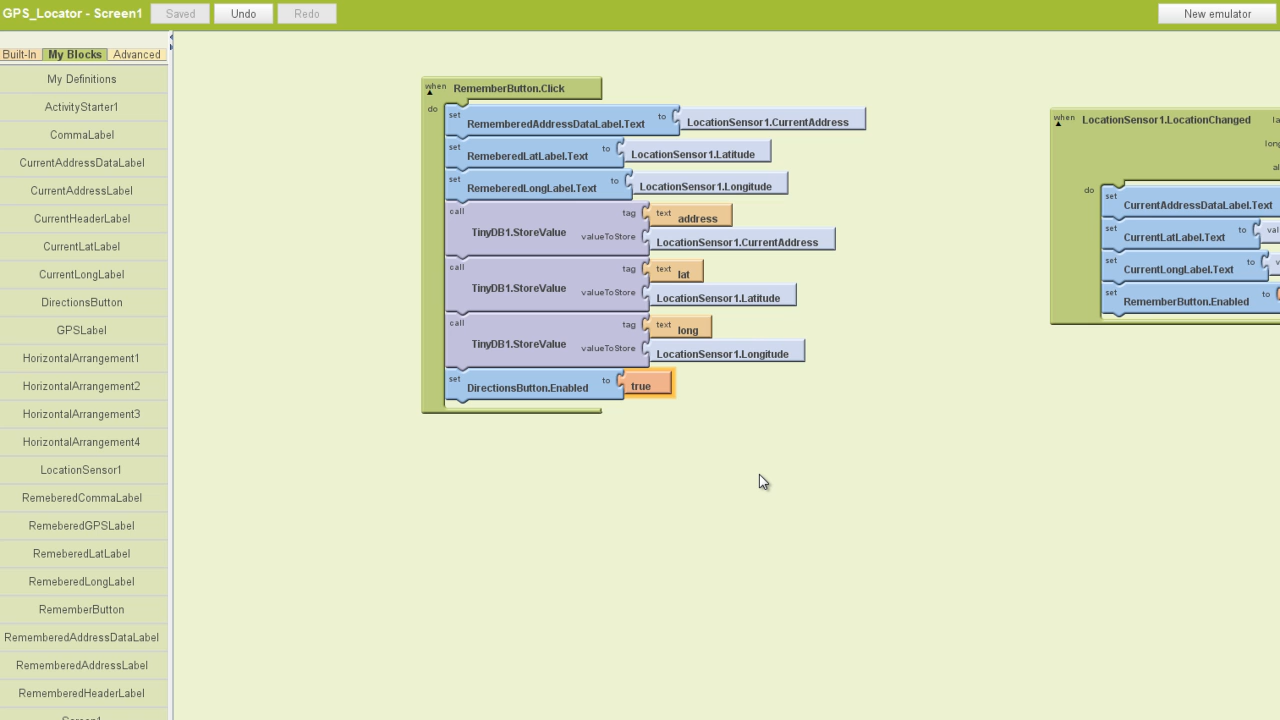 GPS_Locator - Screen1 Saved Undo Redo New emulator
Built-In My Blocks Advanced
My Definitions
ActivityStarter1
CommaLabel
CurrentAddressDataLabel
CurrentAddressLabel
CurrentHeaderLabel
CurrentLatLabel
CurrentLongLabel
DirectionsButton
GPSLabel
HorizontalArrangement1
HorizontalArrangement2
HorizontalArrangement3
HorizontalArrangement4
LocationSensor1
RemeberedCommaLabel
RemeberedGPSLabel
RemeberedLatLabel
RemeberedLongLabel
RememberButton
RememberedAddressDataLabel
RememberedAddressLabel
RememberedHeaderLabel
Screen1
when RememberButton.Click
do
set RememberedAddressDataLabel.Text to LocationSensor1.CurrentAddress
set RemeberedLatLabel.Text to LocationSensor1.Latitude
set RemeberedLongLabel.Text to LocationSensor1.Longitude
call TinyDB1.StoreValue tag text address
valueToStore LocationSensor1.CurrentAddress
call TinyDB1.StoreValue tag text lat
valueToStore LocationSensor1.Latitude
call TinyDB1.StoreValue tag text long
valueToStore LocationSensor1.Longitude
set DirectionsButton.Enabled to true
when LocationSensor1.LocationChanged
do
set CurrentAddressDataLabel.Text
set CurrentLatLabel.Text to
set CurrentLongLabel.Text to
set RememberButton.Enabled to